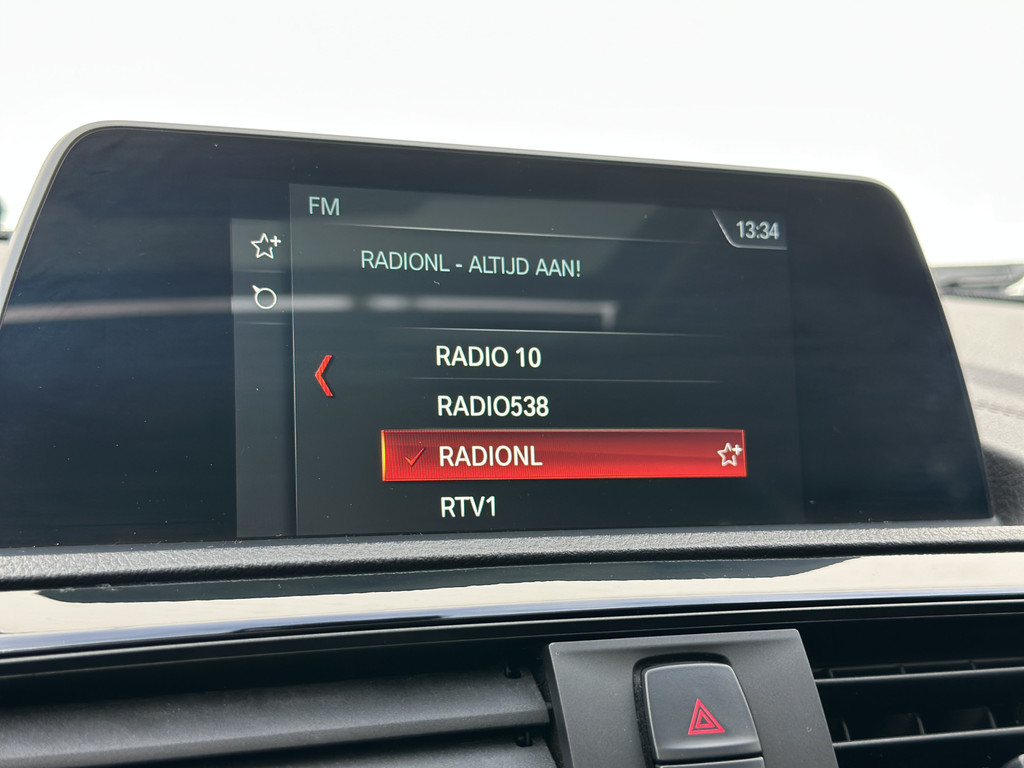 FM
13:34
RADIONL - ALTIJD AAN!
RADIO 10
RADIO538
RADIONL
RTV1